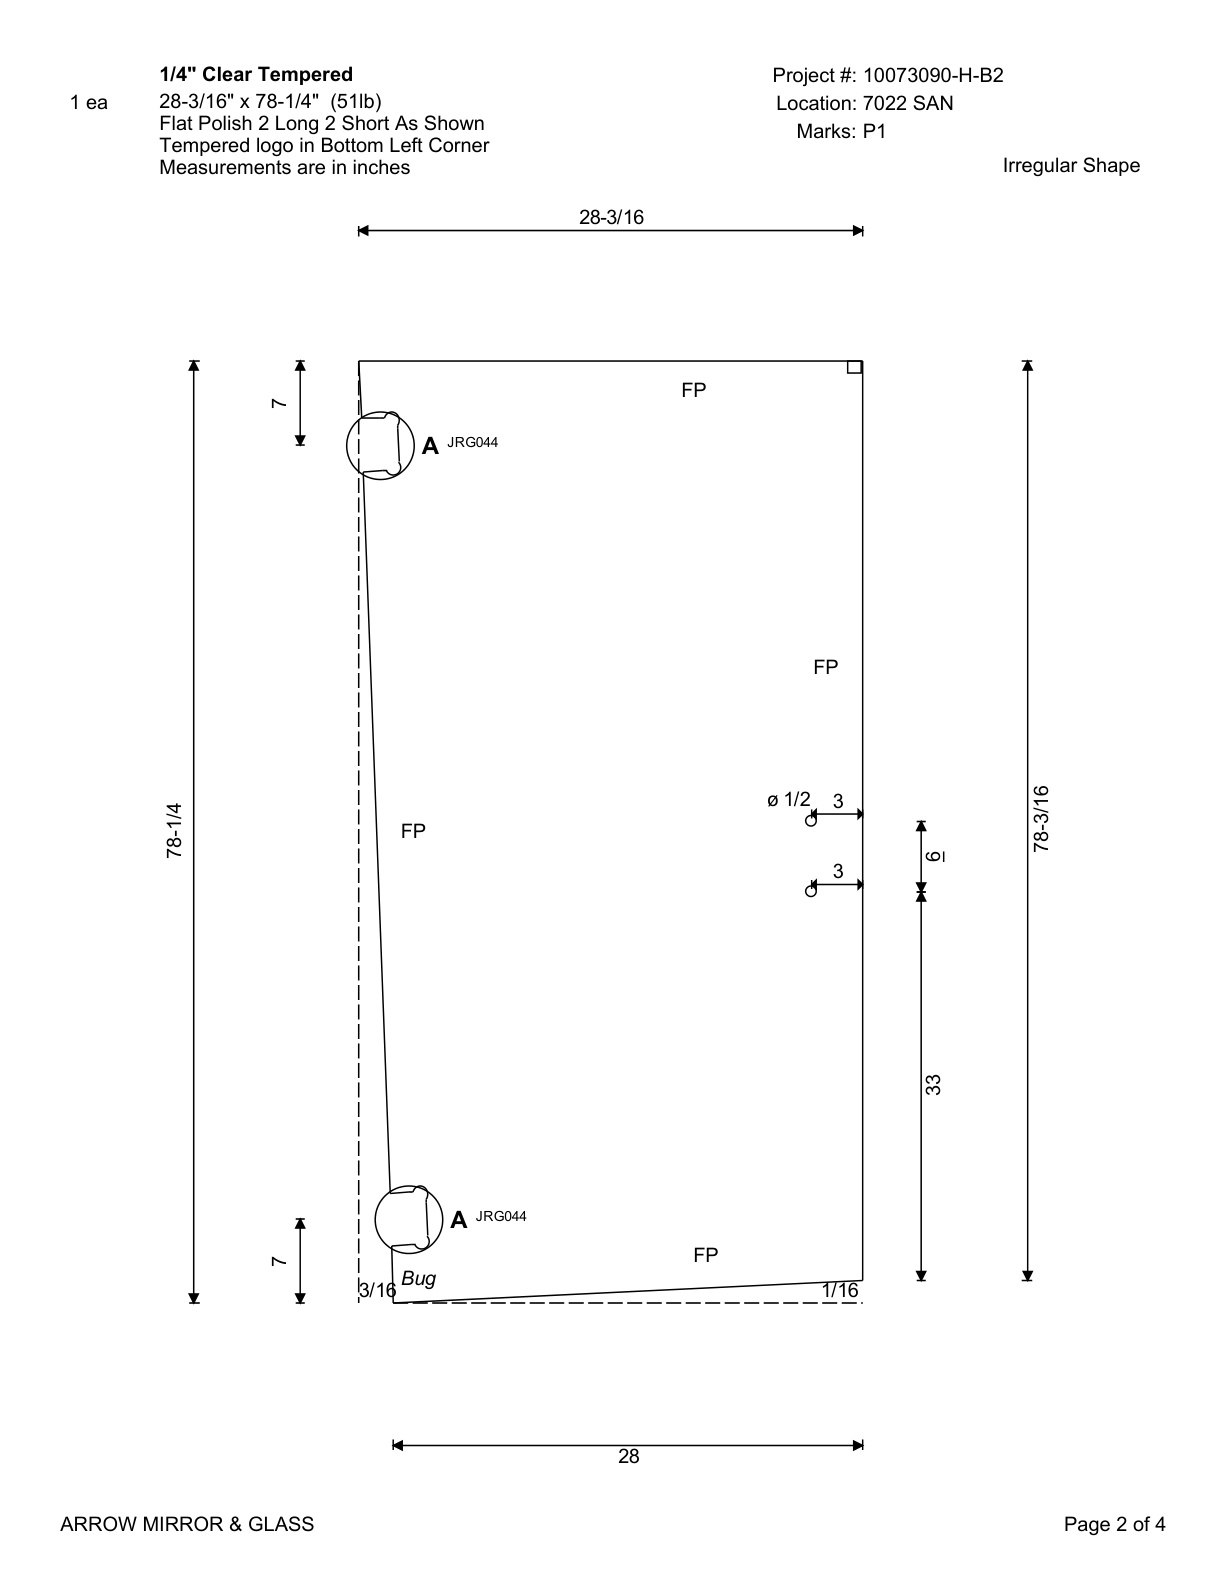 1/4" Clear Tempered
Project #: 10073090-H-B2
1 ea
28-3/16" x 78-1/4" (51lb)
Location: 7022 SAN
Flat Polish 2 Long 2 Short As Shown
Marks: P1
Tempered logo in Bottom Left Corner
Measurements are in inches
Irregular Shape
28-3/16
7
FP
A JRG044
FP
ø 1/2
3
78-1/4
FP
78-3/16
6
3
33
A JRG044
7
FP
Bug
3/16
1/16
28
ARROW MIRROR & GLASS
Page 2 of 4